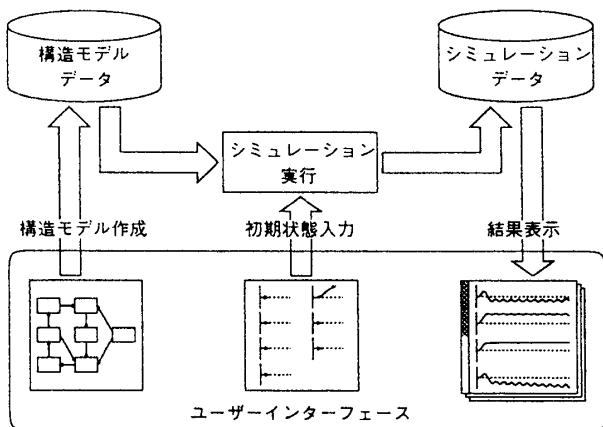 構造モデル
データ
シミュレーション
データ
シミュレーション
実行
構造モデル作成
初期状態入力
結果表示
ユーザーインターフェース